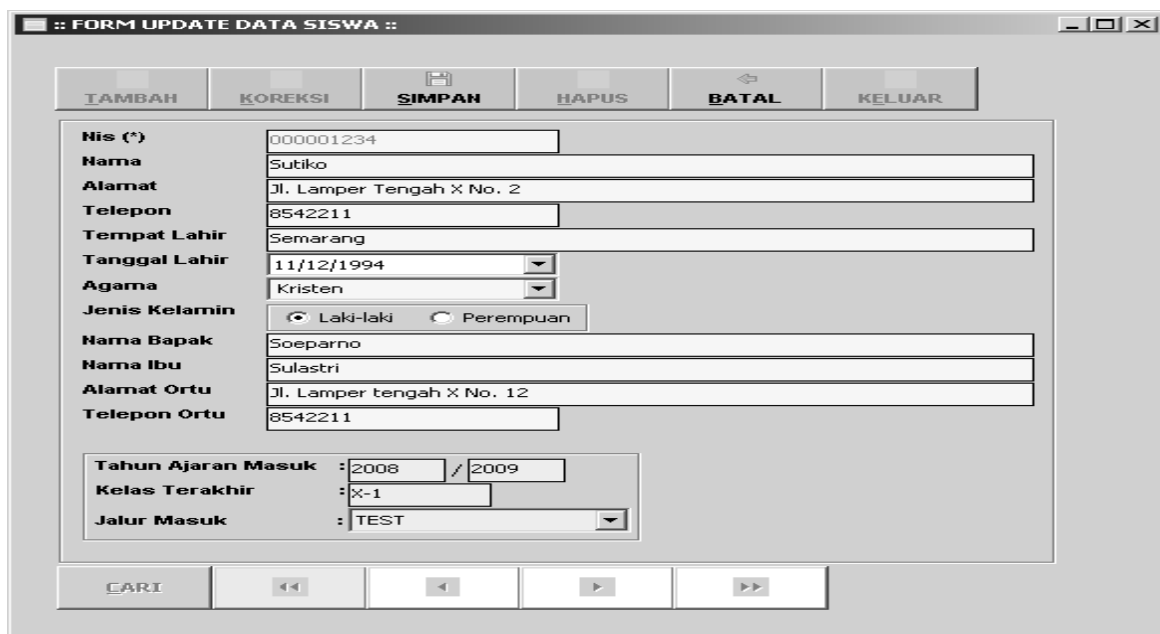 :: FORM UPDATE DATA SISWA ::
TAMBAH KOREKSI SIMPAN HAPUS BATAL KELUAR
Nis (*) 000001234
Nama Sutiko
Alamat Jl. Lamper Tengah X No. 2
Telepon 8542211
Tempat Lahir Semarang
Tanggal Lahir 11/12/1994
Agama Kristen
Jenis Kelamin Laki-laki Perempuan
Nama Bapak Soeparno
Nama Ibu Sulastri
Alamat Ortu Jl. Lamper tengah X No. 12
Telepon Ortu 8542211
Tahun Ajaran Masuk : 2008 / 2009
Kelas Terakhir : X-1
Jalur Masuk : TEST
CARI